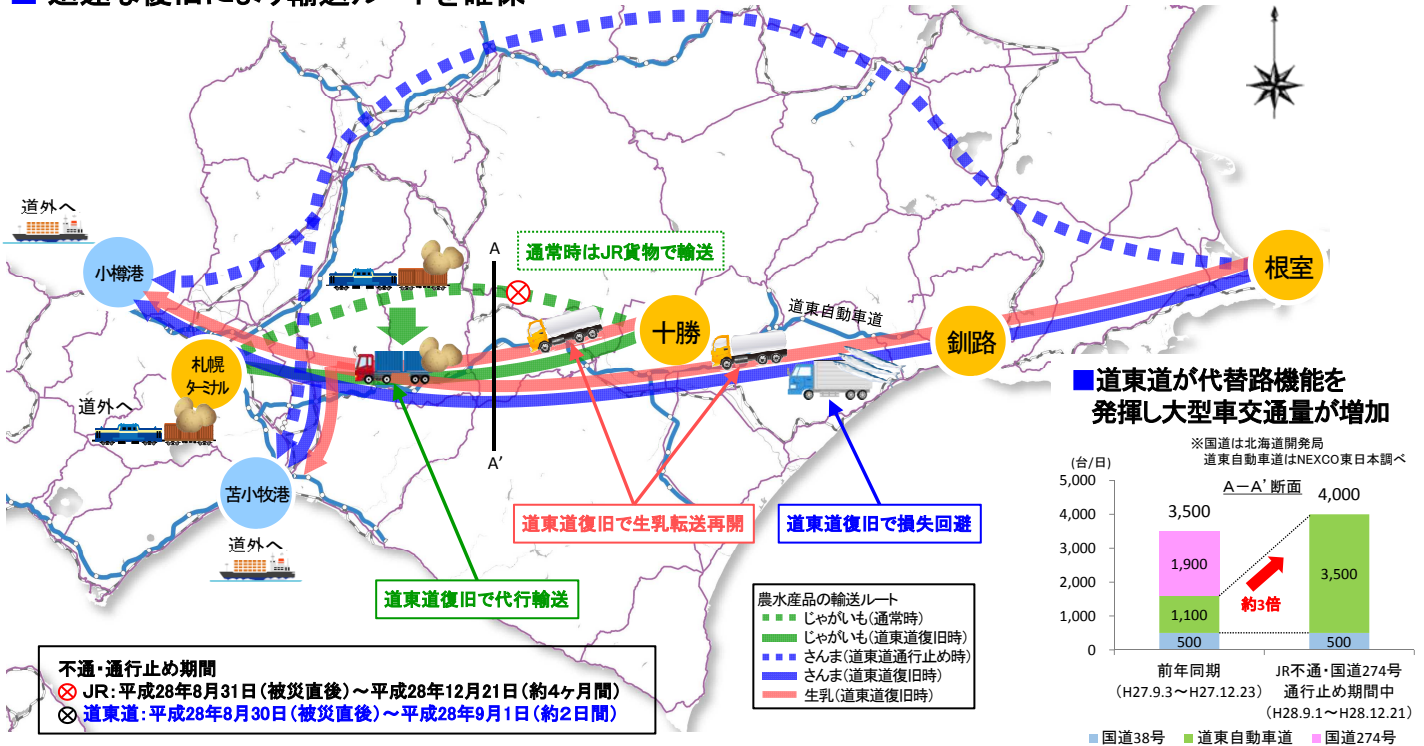 道外へ
小樽港
札幌
ターミナル
道外へ
苫小牧港
道外へ
A
A'
通常時はJR貨物で輸送
十勝
道東自動車道
釧路
根室
道東道復旧で生乳転送再開
道東道復旧で損失回避
道東道復旧で代行輸送
農水産品の輸送ルート
じゃがいも(通常時)
じゃがいも(道東道復旧時)
さんま(道東道通行止め時)
さんま(道東道復旧時)
生乳(道東道復旧時)
不通・通行止め期間
JR:平成28年8月31日(被災直後)~平成28年12月21日(約4ヶ月間)
道東道:平成28年8月30日(被災直後)~平成28年9月1日(約2日間)
■道東道が代替路機能を
発揮し大型車交通量が増加
※国道は北海道開発局
道東自動車道はNEXCO東日本調べ
(台/日)
A-A'断面
5,000
4,000
3,000
2,000
1,000
0
3,500
1,900
1,100
500
約3倍
4,000
3,500
500
前年同期
(H27.9.3~H27.12.23)
JR不通・国道274号
通行止め期間中
(H28.9.1~H28.12.21)
■国道38号 ■道東自動車道 ■国道274号